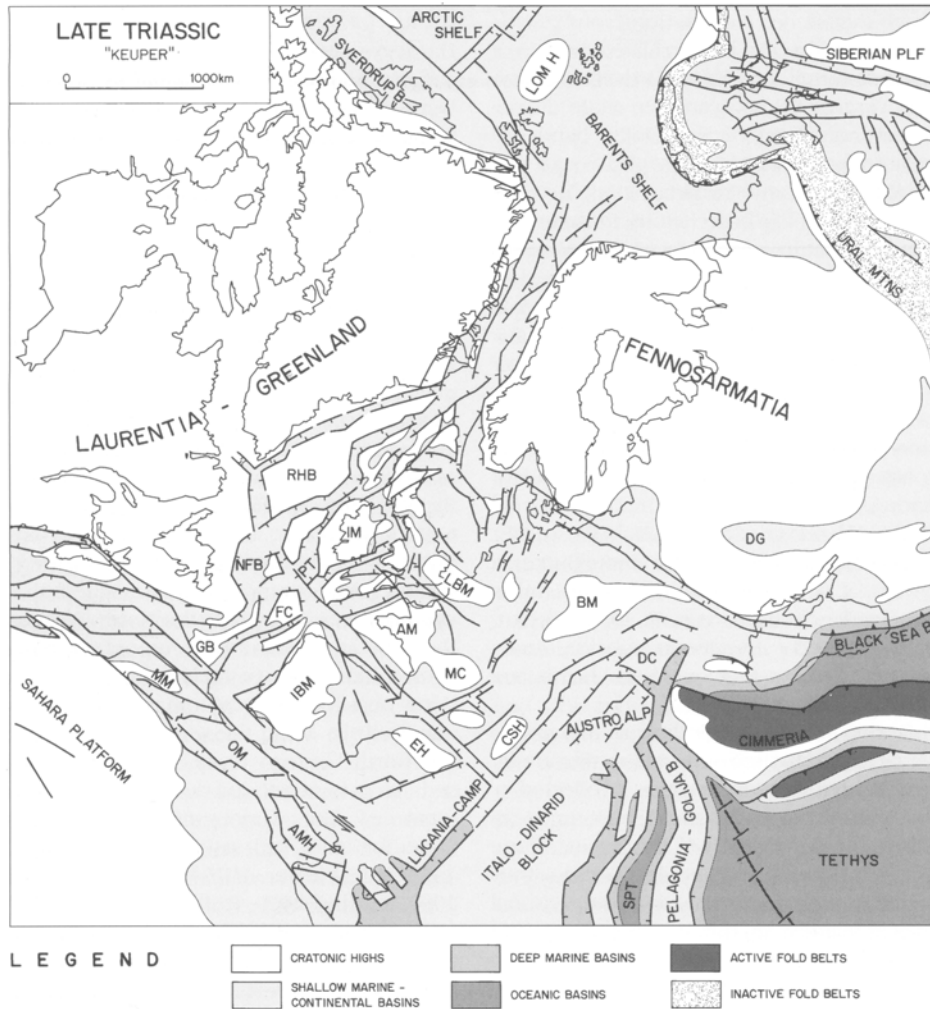 LATE TRIASSIC
"KEUPER"
0 1000km
ARCTIC
SHELF
SVERDRUP B
LOM H
BARENTS SHELF
SIBERIAN PLF
URAL MTNS
LAURENTIA - GREENLAND
FENNOSARMATIA
RHB
IM
NFB
PT
LBM
DG
BM
FC
AM
GB
MC
DC
BLACK SEA B
MM
IBM
AUSTRO ALP
CSH
EH
CIMMERIA
SAHARA PLATFORM
OM
LUCANIA-CAMP
ITALO - DINARID
BLOCK
AMH
SPT
PELAGONIA - GOLIJA B
TETHYS
LEGEND
CRATONIC HIGHS
DEEP MARINE BASINS
ACTIVE FOLD BELTS
SHALLOW MARINE -
CONTINENTAL BASINS
OCEANIC BASINS
INACTIVE FOLD BELTS